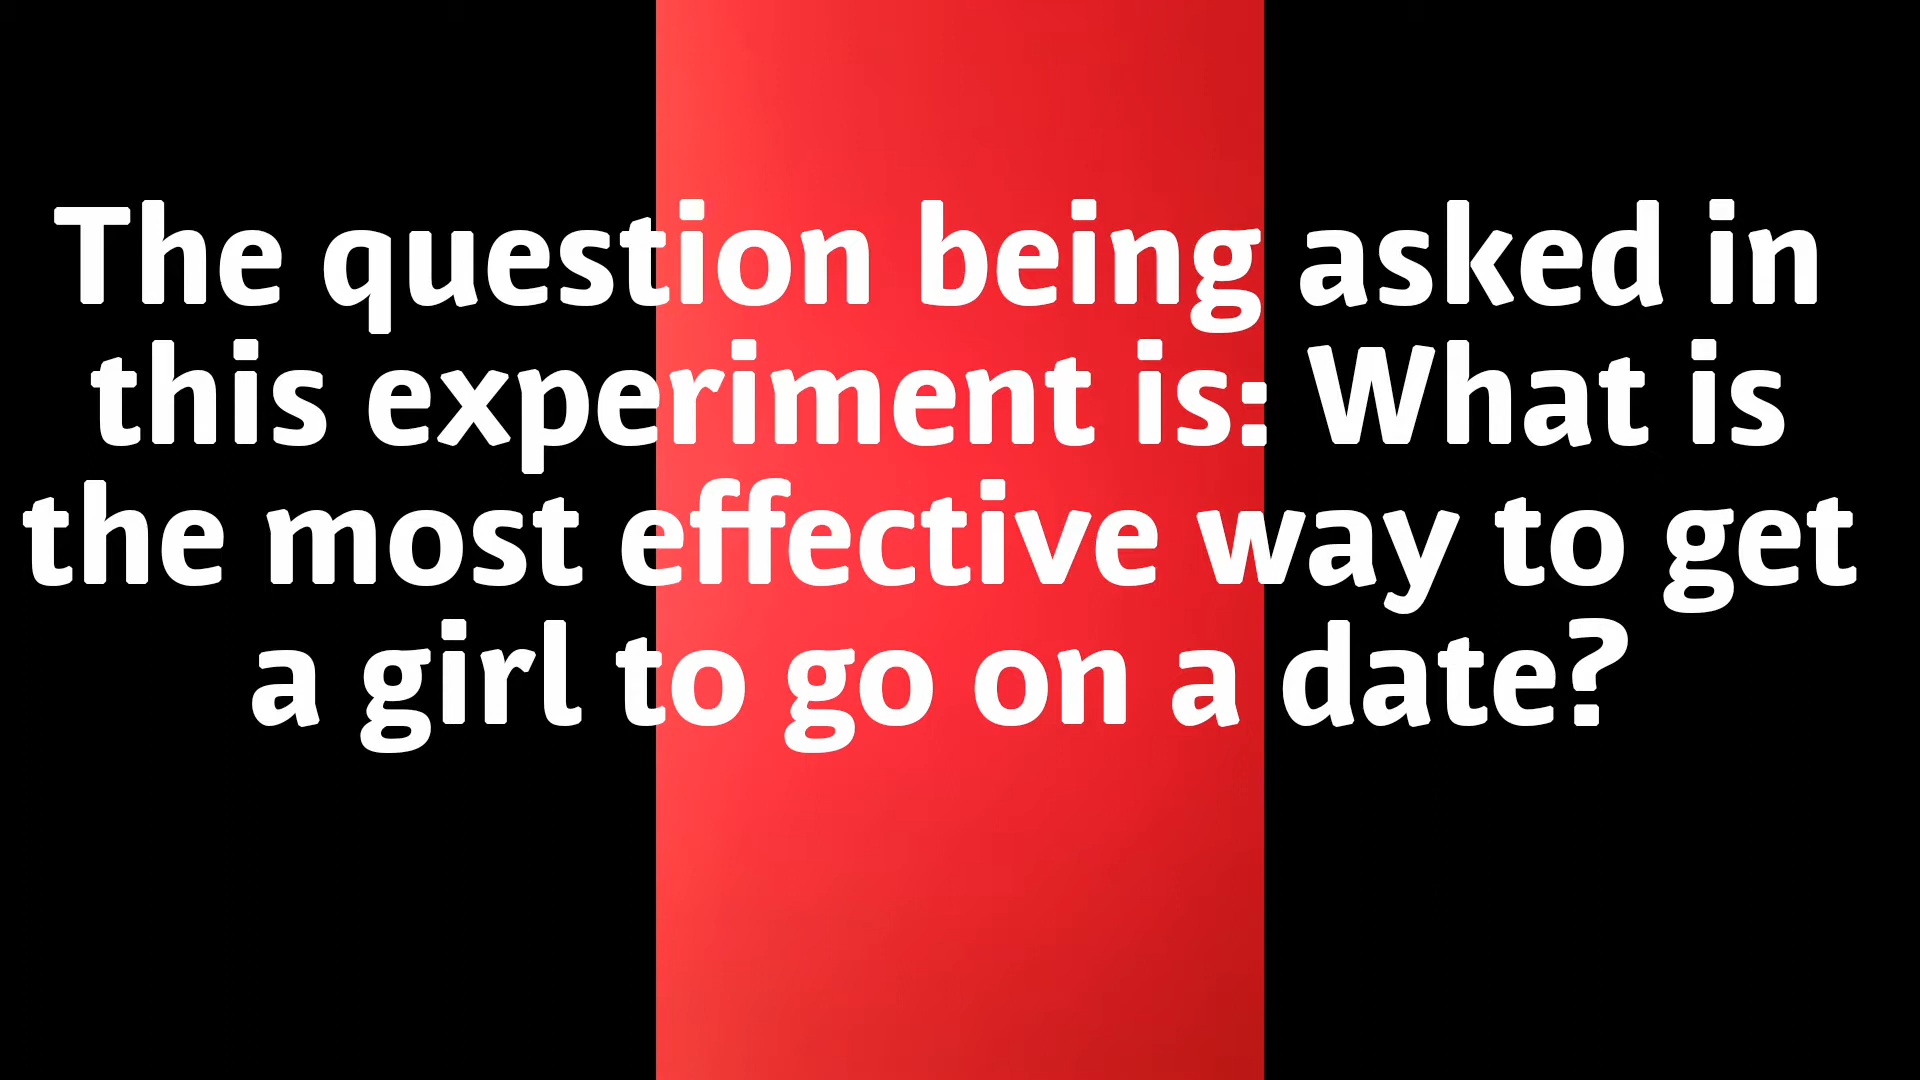 The question being asked in
this experiment is: What is
the most effective way to get
a girl to go on a date?